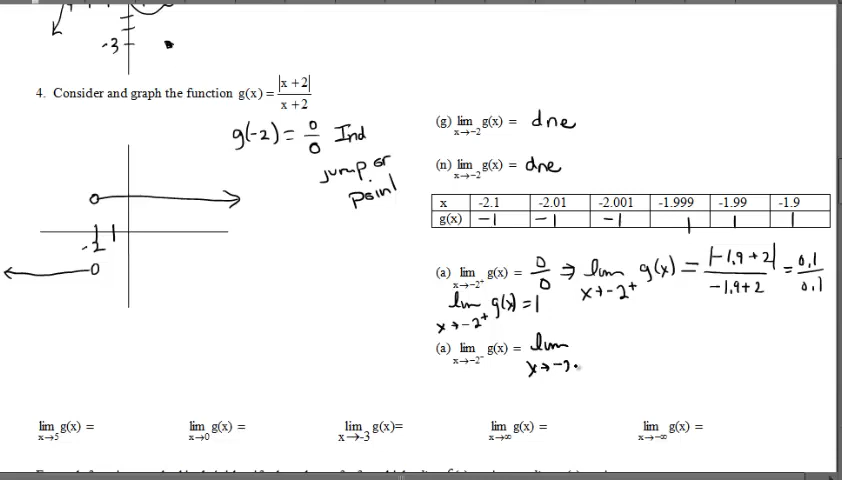 -3
4. Consider and graph the function g(x) = |x + 2| / x + 2
g(-2) = 0/0 Ind
jump or
point
-2
(g) lim x→-2 g(x) = dne
(n) lim x→-2 g(x) = dne
x -2.1 -2.01 -2.001 -1.999 -1.99 -1.9
g(x) -1 -1 -1 1 1 1
(a) lim x→-2⁺ g(x) = 0/0 ⇒ lim x→-2⁺ g(x) = |-1.9+2| / -1.9+2 = 0.1/0.1
lim x→-2⁺ g(x) = 1
(a) lim x→-2⁻ g(x) = lim x→-2
lim x→5 g(x) = lim x→0 g(x) = lim x→-3 g(x)= lim x→∞ g(x) = lim x→-∞ g(x) =